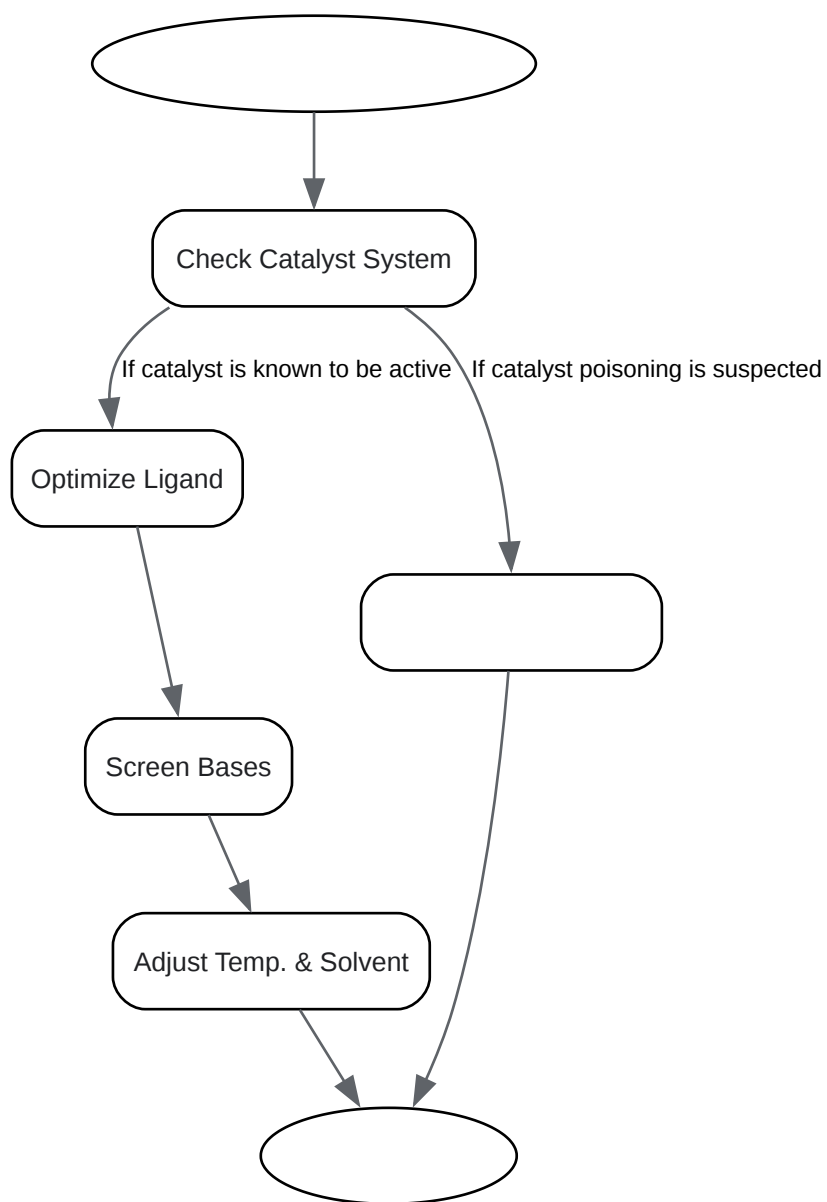 Check Catalyst System
If catalyst is known to be active
If catalyst poisoning is suspected
Optimize Ligand
Screen Bases
Adjust Temp. & Solvent